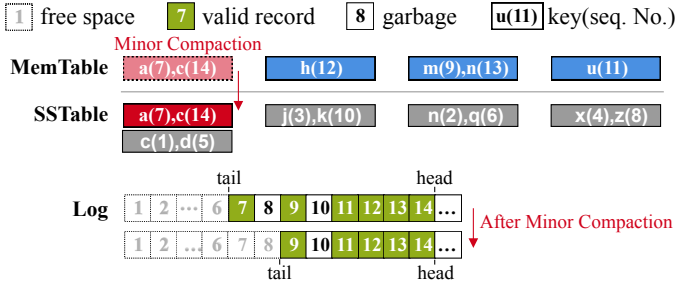 1 free space 7 valid record 8 garbage u(11) key(seq. No.)
Minor Compaction
MemTable a(7),c(14) h(12) m(9),n(13) u(11)
SSTable a(7),c(14) j(3),k(10) n(2),q(6) x(4),z(8)
c(1),d(5)
tail head
Log 1 2 ... 6 7 8 9 10 11 12 13 14 ...
After Minor Compaction
1 2 ... 6 7 8 9 10 11 12 13 14 ...
tail head